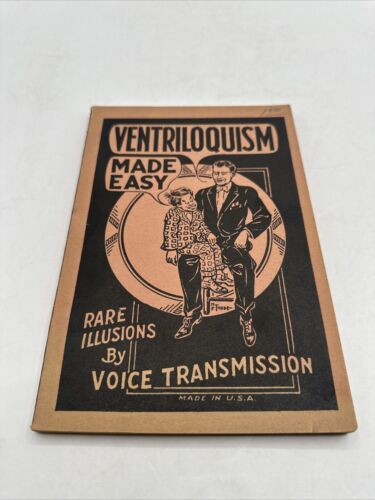 VENTRILOQUISM
MADE
EASY
RARE
ILLUSIONS
By
VOICE TRANSMISSION
MADE IN U.S.A.